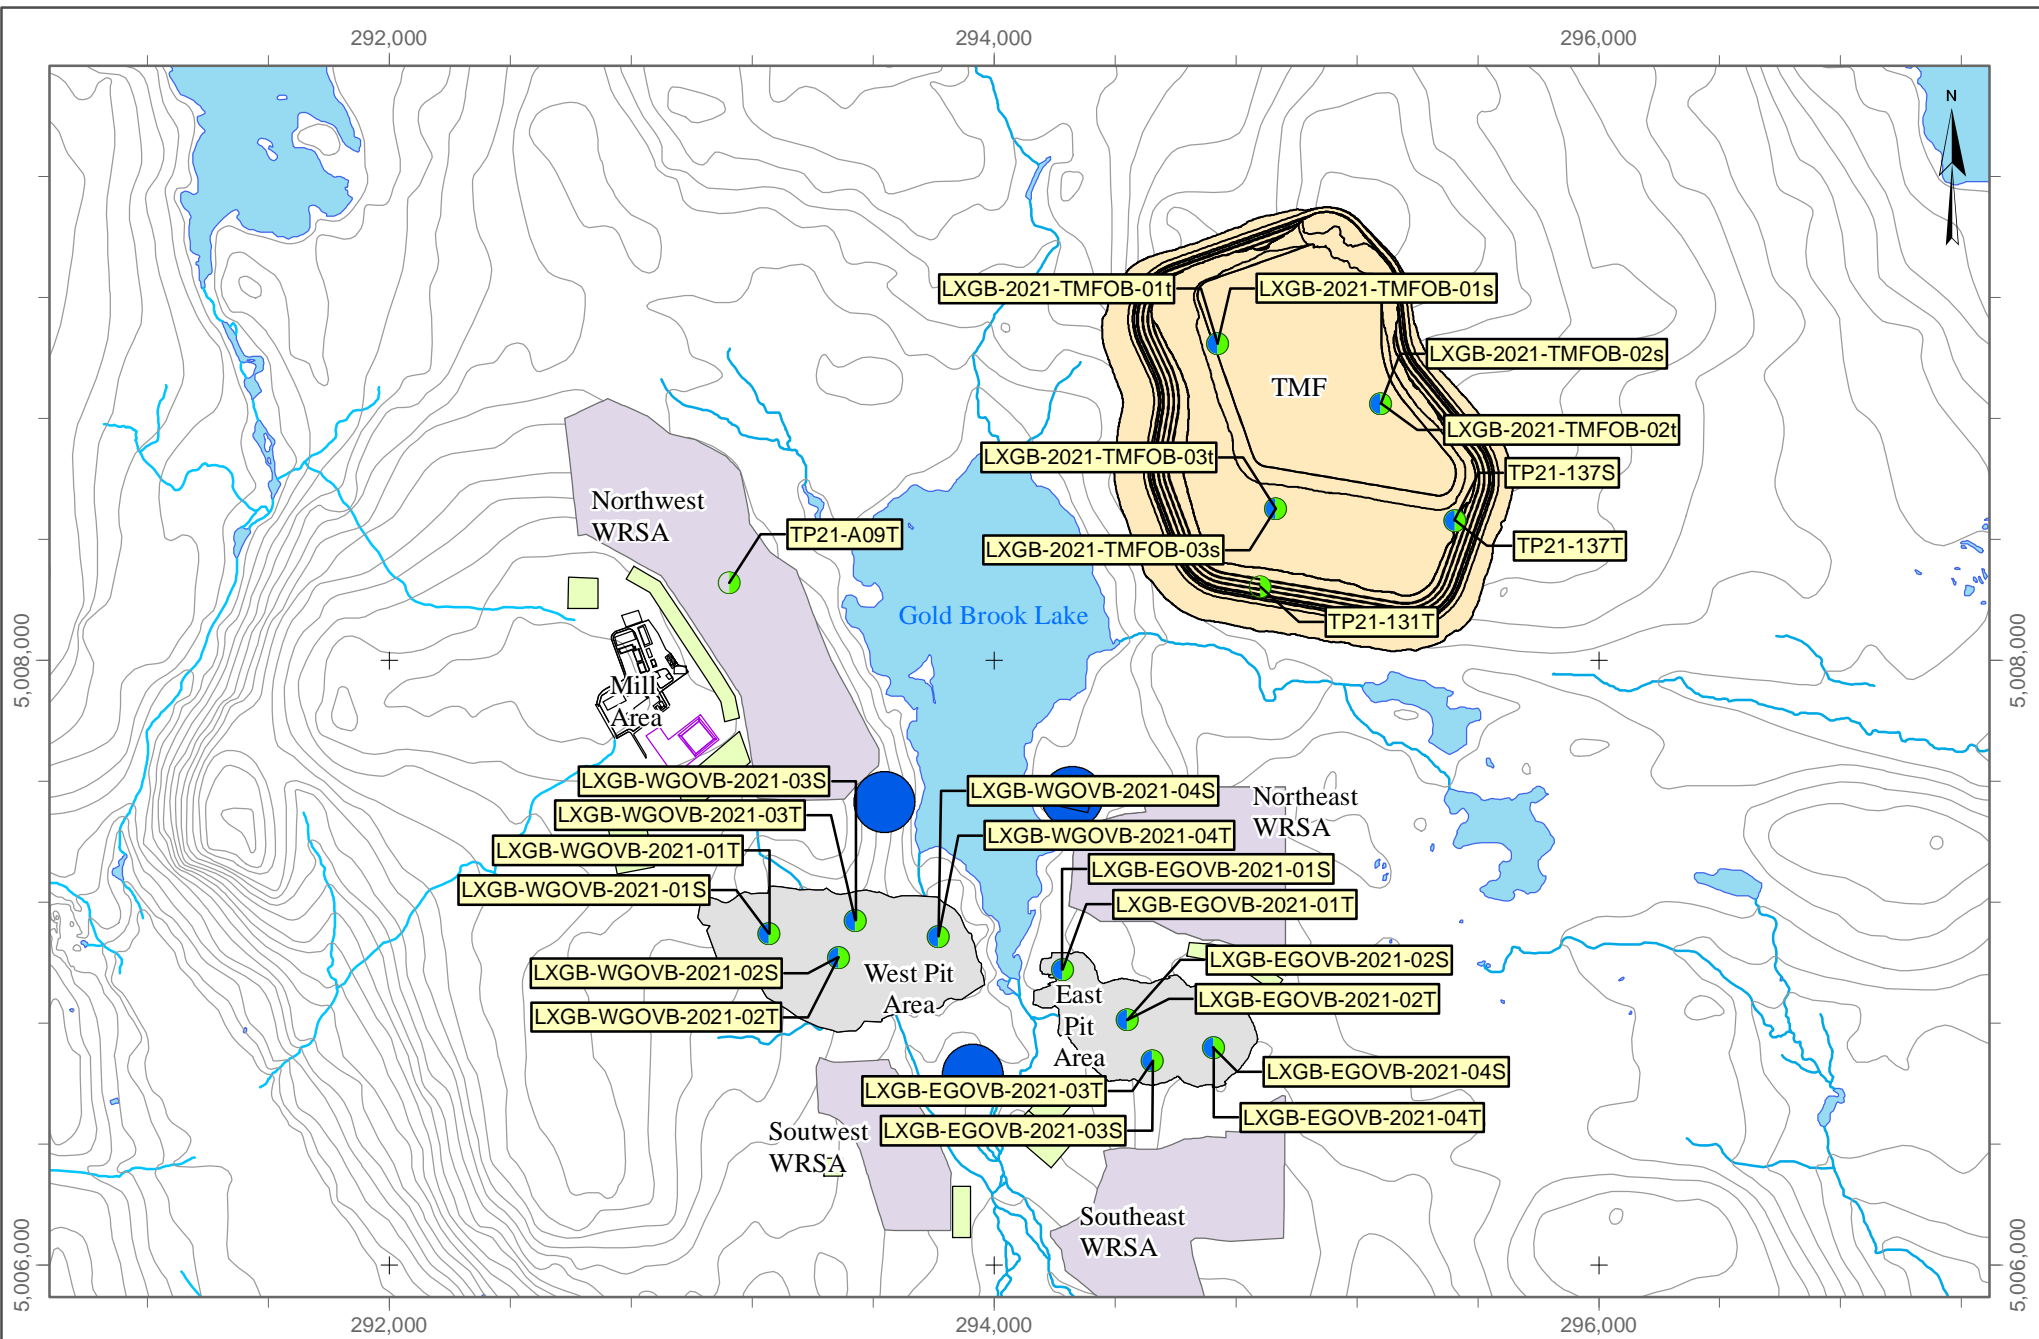 292,000
294,000
296,000
N
LXGB-2021-TMFOB-01t
LXGB-2021-TMFOB-01s
LXGB-2021-TMFOB-02s
TMF
LXGB-2021-TMFOB-02t
LXGB-2021-TMFOB-03t
TP21-137S
Northwest
WRSA
TP21-A09T
LXGB-2021-TMFOB-03s
TP21-137T
Gold Brook Lake
TP21-131T
5,008,000
5,008,000
Mill
Area
LXGB-WGOVB-2021-03S
LXGB-WGOVB-2021-04S
Northeast
WRSA
LXGB-WGOVB-2021-03T
LXGB-WGOVB-2021-04T
LXGB-WGOVB-2021-01T
LXGB-EGOVB-2021-01S
LXGB-WGOVB-2021-01S
LXGB-EGOVB-2021-01T
LXGB-EGOVB-2021-02S
LXGB-WGOVB-2021-02S
West Pit
Area
East
Pit
Area
LXGB-EGOVB-2021-02T
LXGB-WGOVB-2021-02T
LXGB-EGOVB-2021-04S
LXGB-EGOVB-2021-03T
LXGB-EGOVB-2021-04T
LXGB-EGOVB-2021-03S
Soutwest
WRSA
Southeast
WRSA
5,006,000
5,006,000
292,000
294,000
296,000